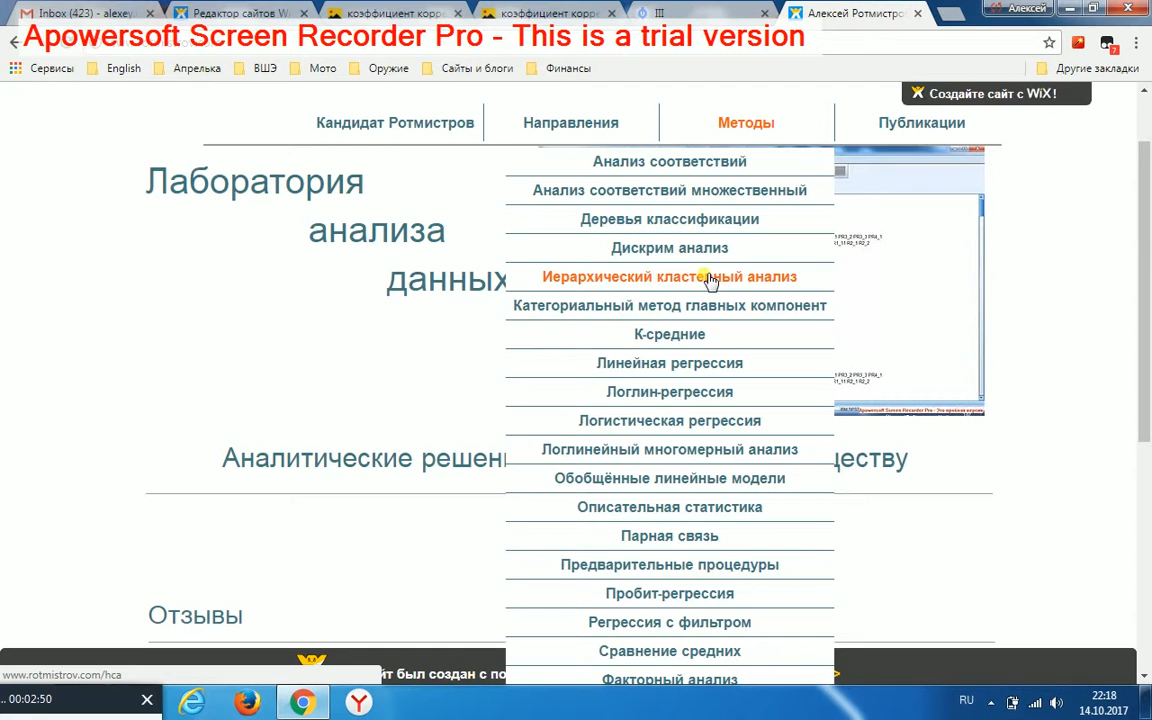 Inbox (423) - alexey
Редактор сайтов W
коэффициент корр
коэффициент корр
III
Алексей Ротмистро
Алексей
Apowersoft Screen Recorder Pro - This is a trial version
7
Сервисы English Апрелька ВШЭ Мото Оружие Сайты и блоги Финансы Другие закладки
Создайте сайт с WiX!
Кандидат Ротмистров Направления Методы Публикации
Лаборатория
анализа
данных
Анализ соответствий
Анализ соответствий множественный
Деревья классификации
Дискрим анализ
Иерархический кластерный анализ
Категориальный метод главных компонент
К-средние
Линейная регрессия
Логлин-регрессия
Логистическая регрессия
Логлинейный многомерный анализ
Обобщённые линейные модели
Описательная статистика
Парная связь
Предварительные процедуры
Пробит-регрессия
Регрессия с фильтром
Сравнение средних
Факторный анализ
Аналитические решен
ществу
Отзывы
йт был создан с по
www.rotmistrov.com/hca
.. 00:02:50
RU
22:18
14.10.2017